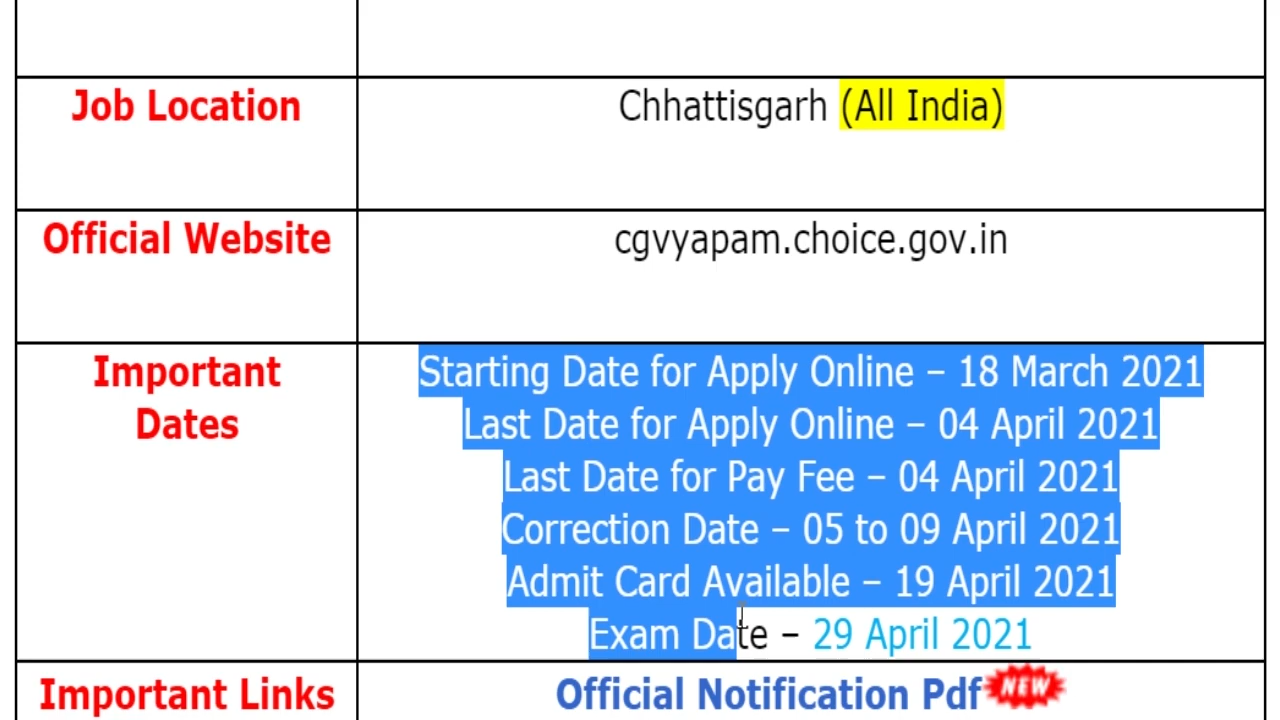 Job Location
Chhattisgarh (All India)
Official Website
cgvyapam.choice.gov.in
Important
Dates
Starting Date for Apply Online – 18 March 2021
Last Date for Apply Online – 04 April 2021
Last Date for Pay Fee – 04 April 2021
Correction Date – 05 to 09 April 2021
Admit Card Available – 19 April 2021
Exam Date – 29 April 2021
Important Links
Official Notification Pdf NEW